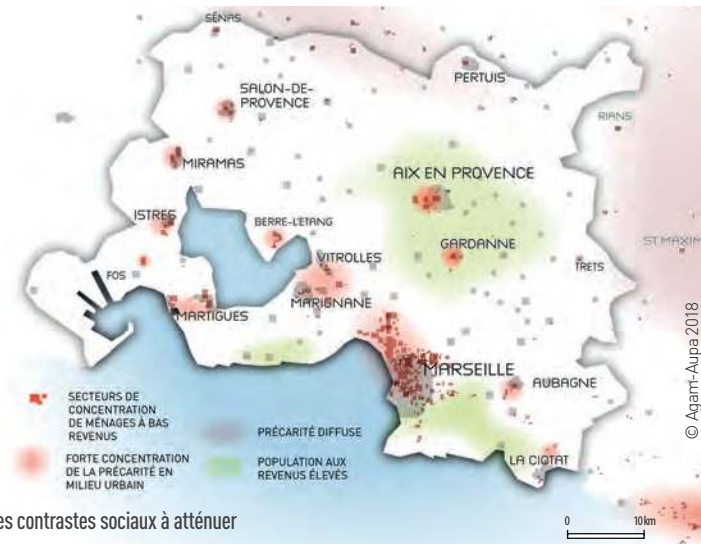 SÉNAS
PERTUIS
SALON-DE-
PROVENCE
RIANS
MIRAMAS
AIX EN PROVENCE
ISTRES
BERRE-L'ETANG
GARDANNE
ST MAXIM
VITROLLES
TRETS
FOS
MARIGNANE
MARTIGUES
MARSEILLE
AUBAGNE
LA CIOTAT
SECTEURS DE
CONCENTRATION
DE MÉNAGES À BAS
REVENUS
FORTE CONCENTRATION
DE LA PRÉCARITÉ EN
MILIEU URBAIN
PRÉCARITÉ DIFFUSE
POPULATION AUX
REVENUS ÉLEVÉS
© Agam-Aupa 2018
es contrastes sociaux à atténuer
0 10km